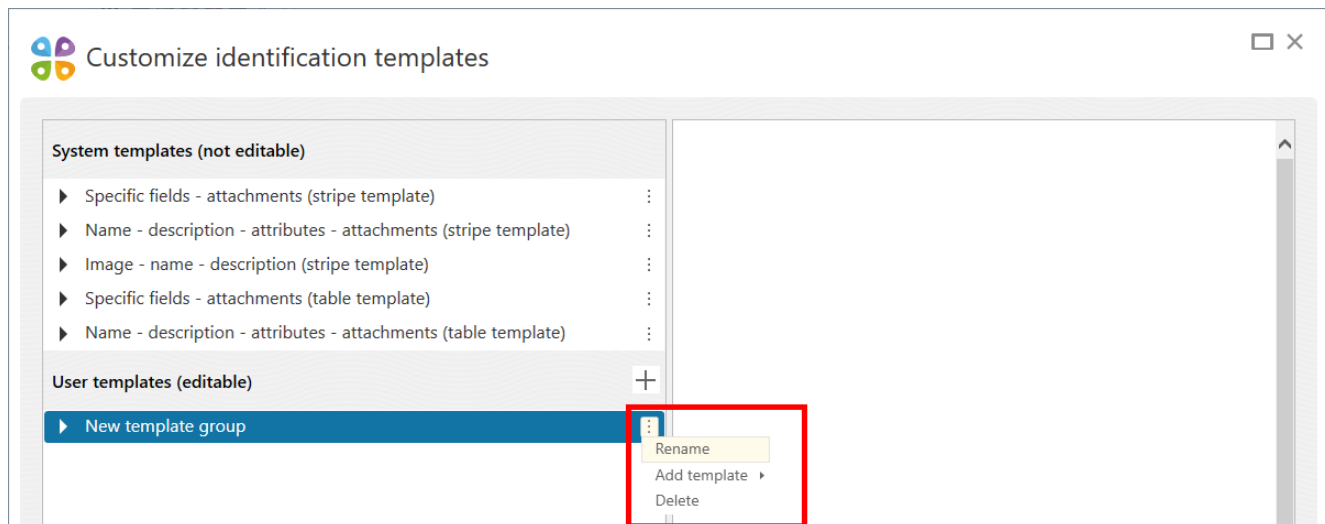 Customize identification templates
System templates (not editable)
Specific fields - attachments (stripe template)
Name - description - attributes - attachments (stripe template)
Image - name - description (stripe template)
Specific fields - attachments (table template)
Name - description - attributes - attachments (table template)
User templates (editable)
New template group
Rename
Add template
Delete